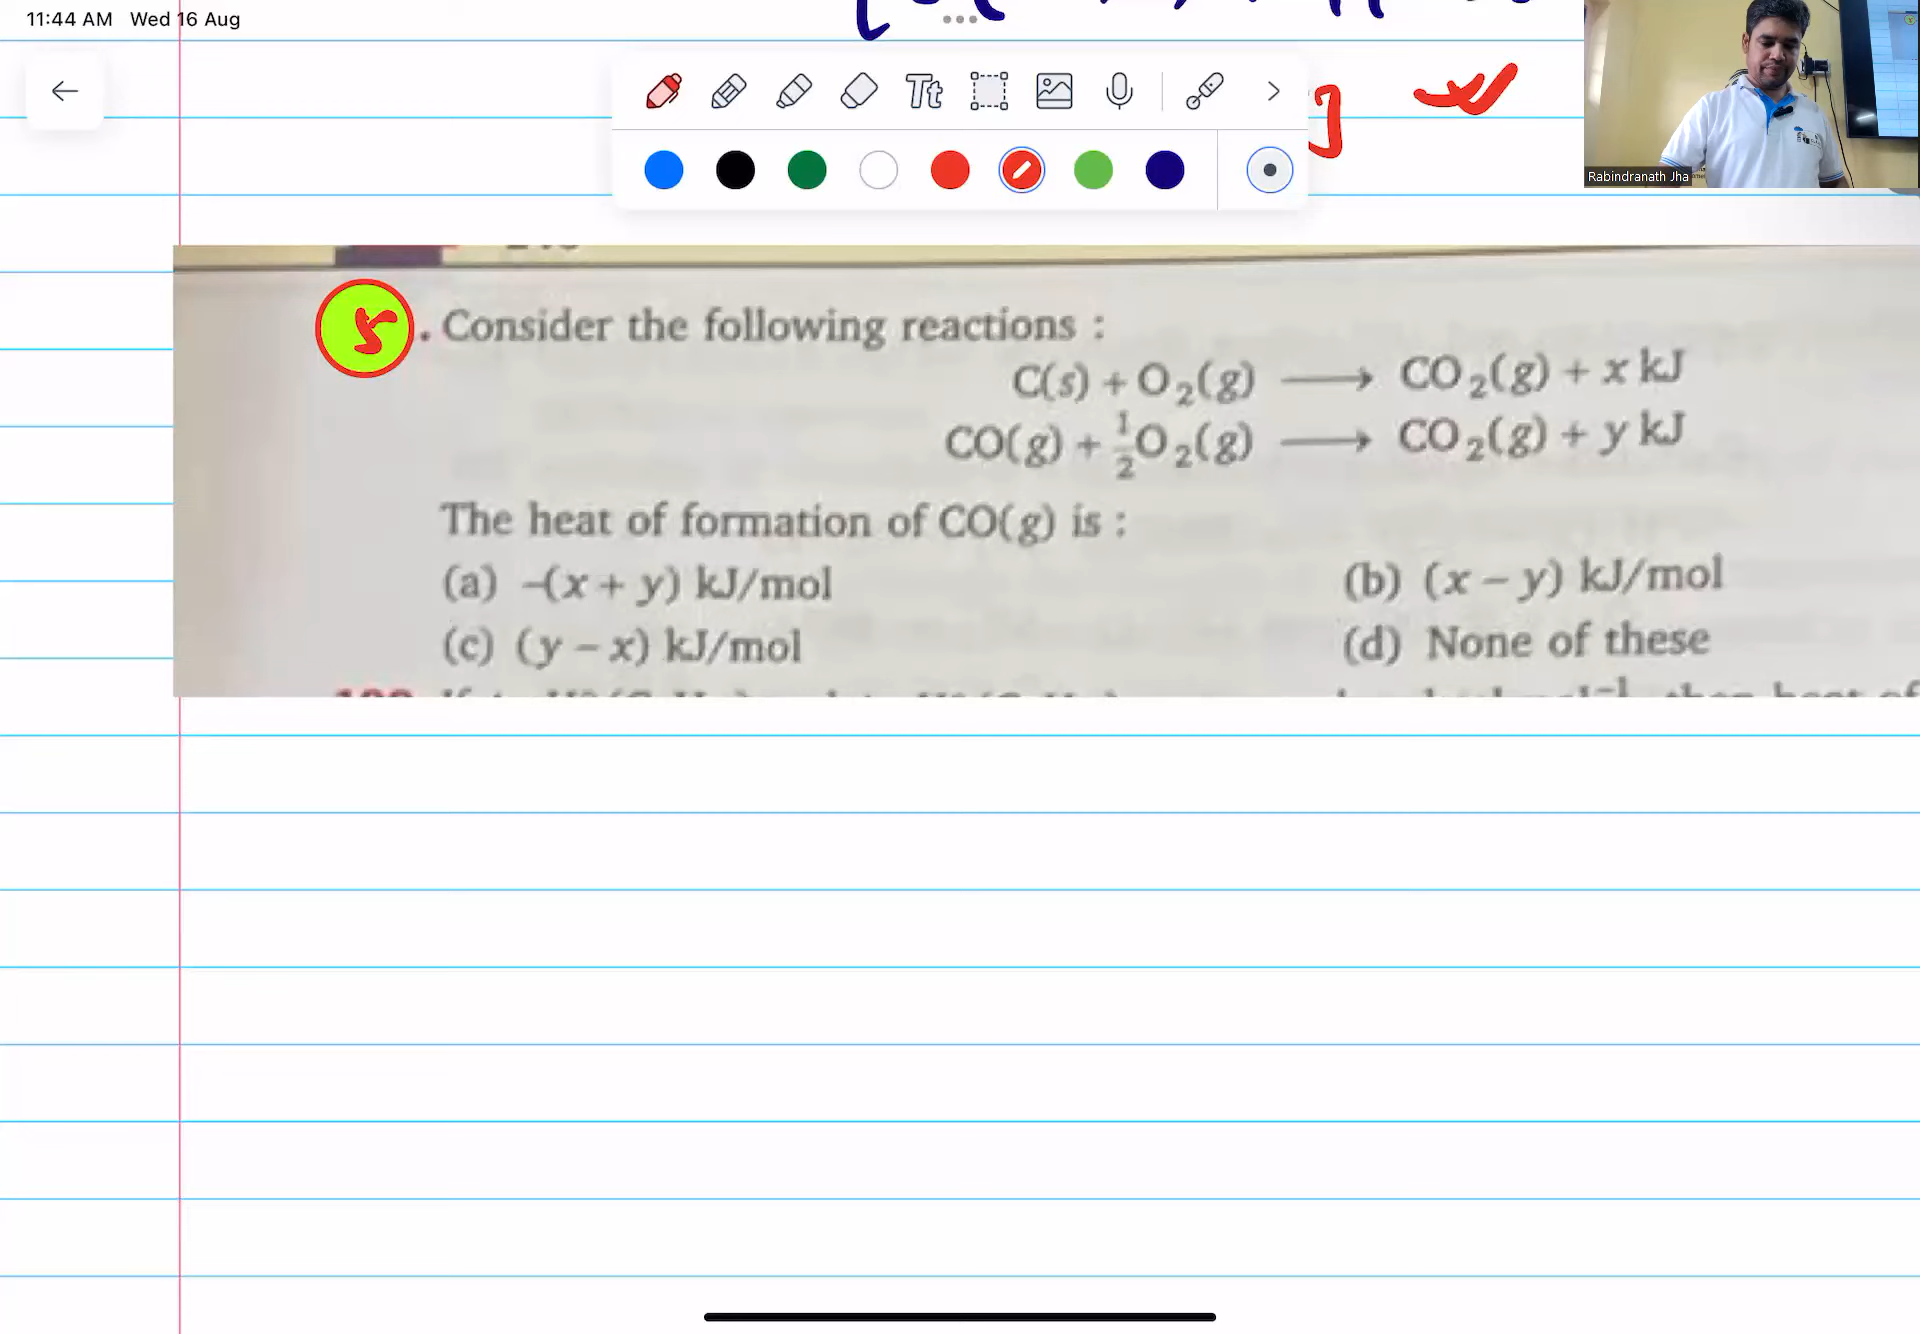 11:44 AM Wed 16 Aug
Tt
Rabindranath Jha
5. Consider the following reactions :
C(s) + O₂(g) ⟶ CO₂(g) + x kJ
CO(g) + ½O₂(g) ⟶ CO₂(g) + y kJ
The heat of formation of CO(g) is :
(a) –(x + y) kJ/mol (b) (x – y) kJ/mol
(c) (y – x) kJ/mol (d) None of these